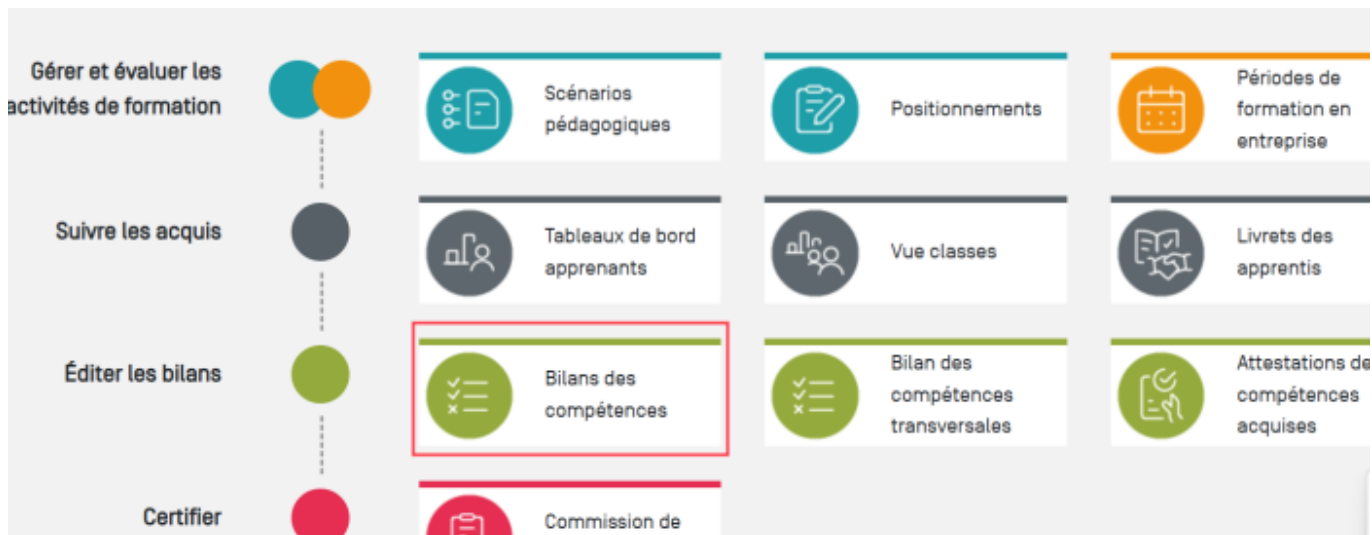 Gérer et évaluer les
activités de formation
Scénarios
pédagogiques
Positionnements
Périodes de
formation en
entreprise
Suivre les acquis
Tableaux de bord
apprenants
Vue classes
Livrets des
apprentis
Éditer les bilans
Bilans des
compétences
Bilan des
compétences
transversales
Attestations de
compétences
acquises
Certifier
Commission de